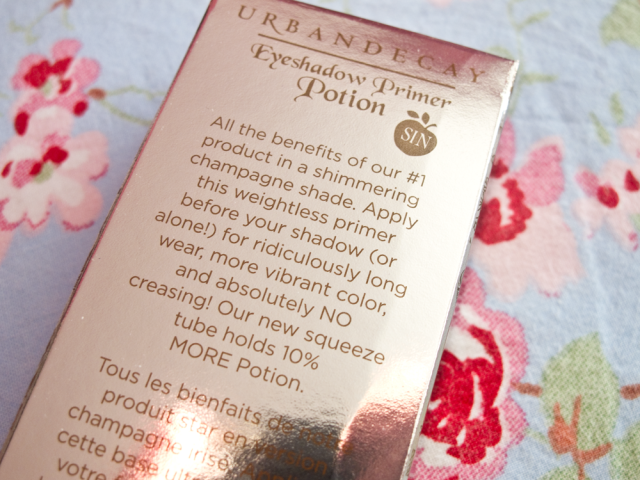 URBANDECAY
Eyeshadow Primer
Potion
SIN
All the benefits of our #1
product in a shimmering
champagne shade. Apply
this weightless primer
before your shadow (or
alone!) for ridiculously long
wear, more vibrant color,
and absolutely NO
creasing! Our new squeeze
tube holds 10%
MORE Potion.
Tous les bienfaits de
produit star en version
champagne irisé.
cette base
votre